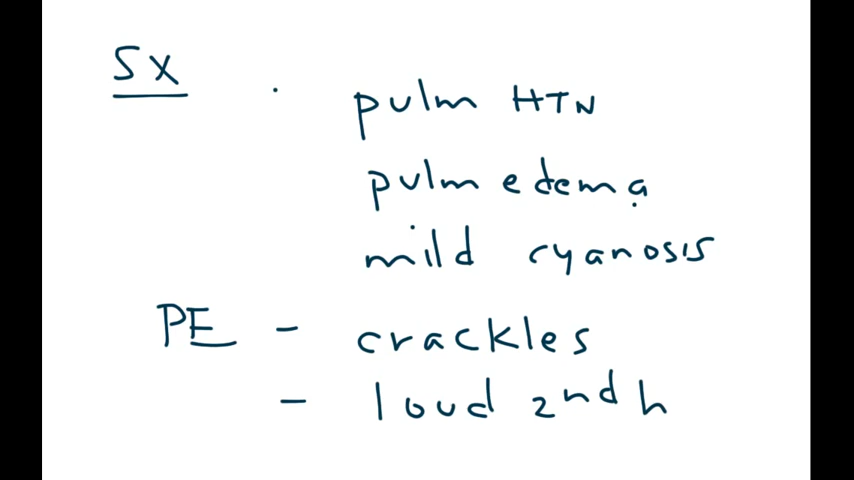 SX pulm HTN
pulm edema
mild cyanosis
PE - crackles
- loud 2nd h